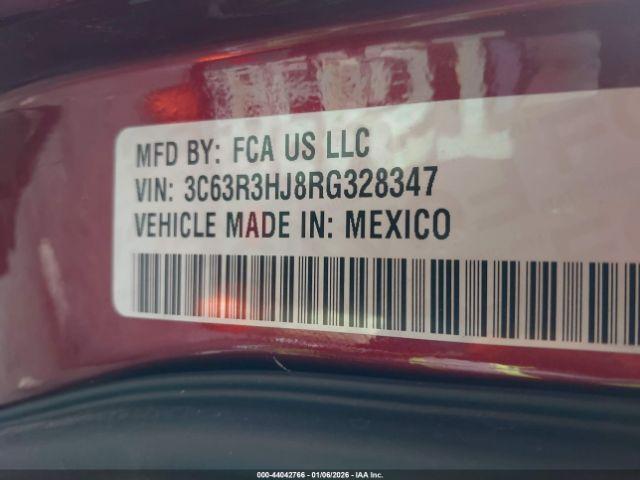 MFD BY: FCA US LLC
VIN: 3C63R3HJ8RG328347
VEHICLE MADE IN: MEXICO
000-44042766 - 01/06/2026 - IAA Inc.